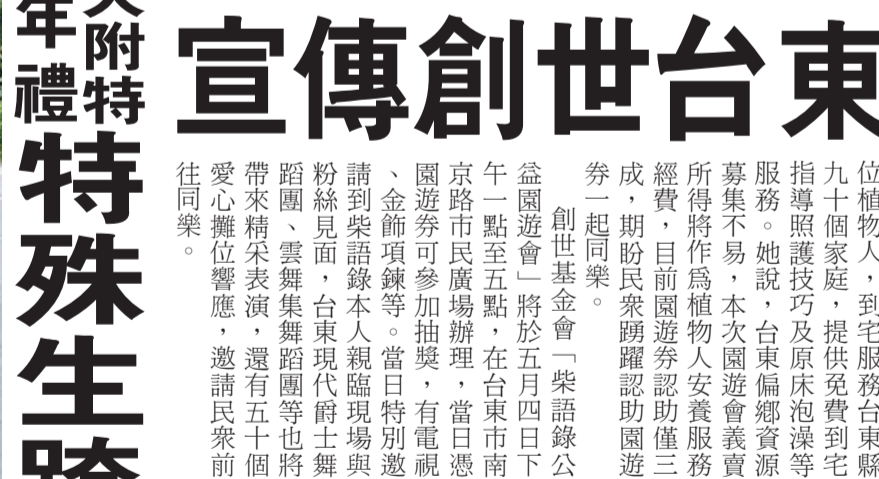 宣傳創世台東
位植物人，到宅服務台東縣
九十個家庭，提供免費到宅
指導照護技巧及原床泡澡等
服務。她說，台東偏鄉資源
募集不易，本次園遊會義賣
所得將作為植物人安養服務
經費，目前園遊券認助僅三
成，期盼民眾踴躍認助園遊
券一起同樂。
創世基金會「柴語錄公
益園遊會」將於五月四日下
午一點至五點，在台東市南
京路市民廣場辦理，當日憑
園遊券可參加抽獎，有電視
、金飾項鍊等。當日特別邀
請到柴語錄本人親臨現場與
粉絲見面，台東現代爵士舞
蹈團、雲舞集舞蹈團等也將
帶來精采表演，還有五十個
愛心攤位響應，邀請民眾前
往同樂。
附特
年禮
特殊生